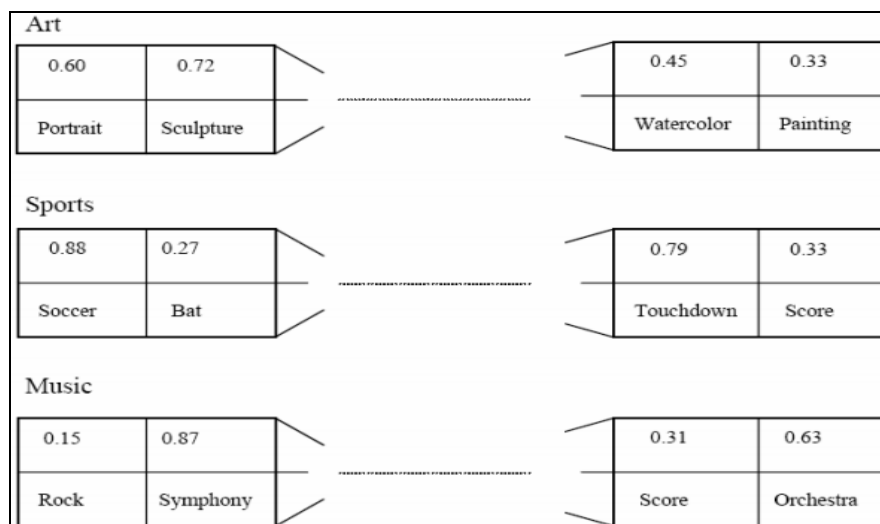 Art
0.60 0.72 0.45 0.33
Portrait Sculpture Watercolor Painting
Sports
0.88 0.27 0.79 0.33
Soccer Bat Touchdown Score
Music
0.15 0.87 0.31 0.63
Rock Symphony Score Orchestra